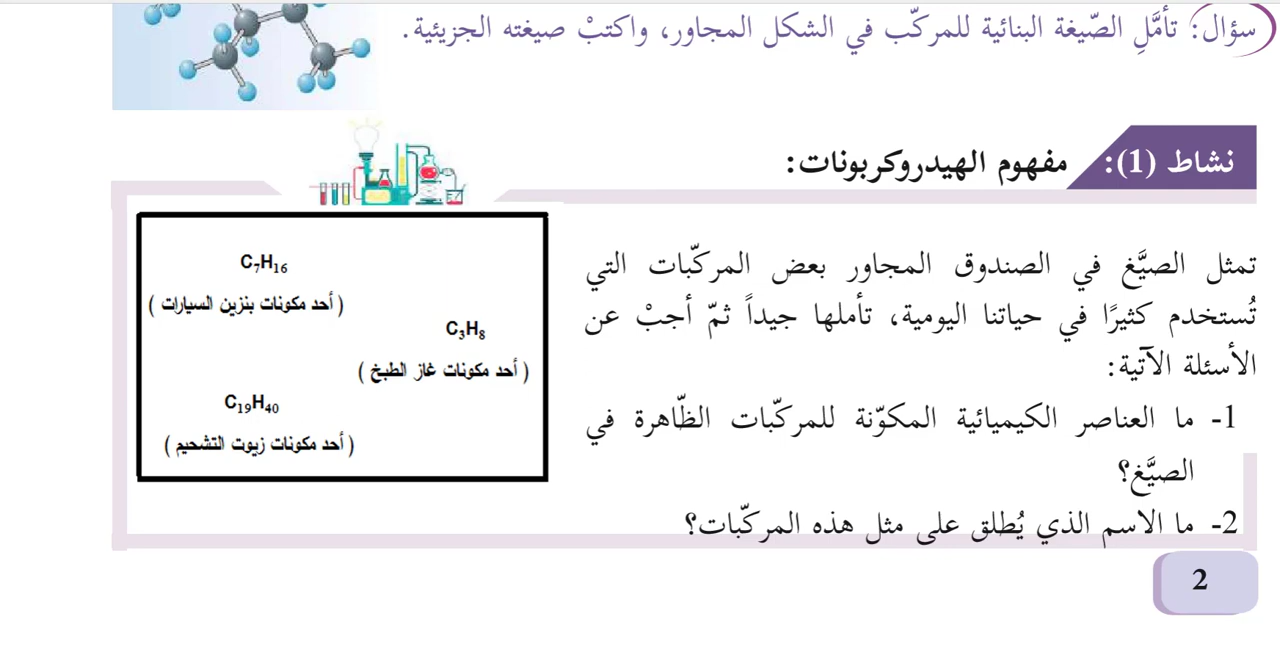 سؤال: تأمَّلِ الصّيغة البنائية للمركّب في الشكل المجاور، واكتبْ صيغته الجزيئية.
نشاط (1): مفهوم الهيدروكربونات:
تمثل الصيَّغ في الصندوق المجاور بعض المركّبات التي
تُستخدم كثيرًا في حياتنا اليومية، تأملها جيداً ثمّ أجبْ عن
الأسئلة الآتية:
1- ما العناصر الكيميائية المكوّنة للمركّبات الظّاهرة في
الصيَّغ؟
2- ما الاسم الذي يُطلق على مثل هذه المركّبات؟
C₇H₁₆
( أحد مكونات بنزين السيارات )
C₃H₈
( أحد مكونات غاز الطبخ )
C₁₉H₄₀
( أحد مكونات زيوت التشحيم )
2